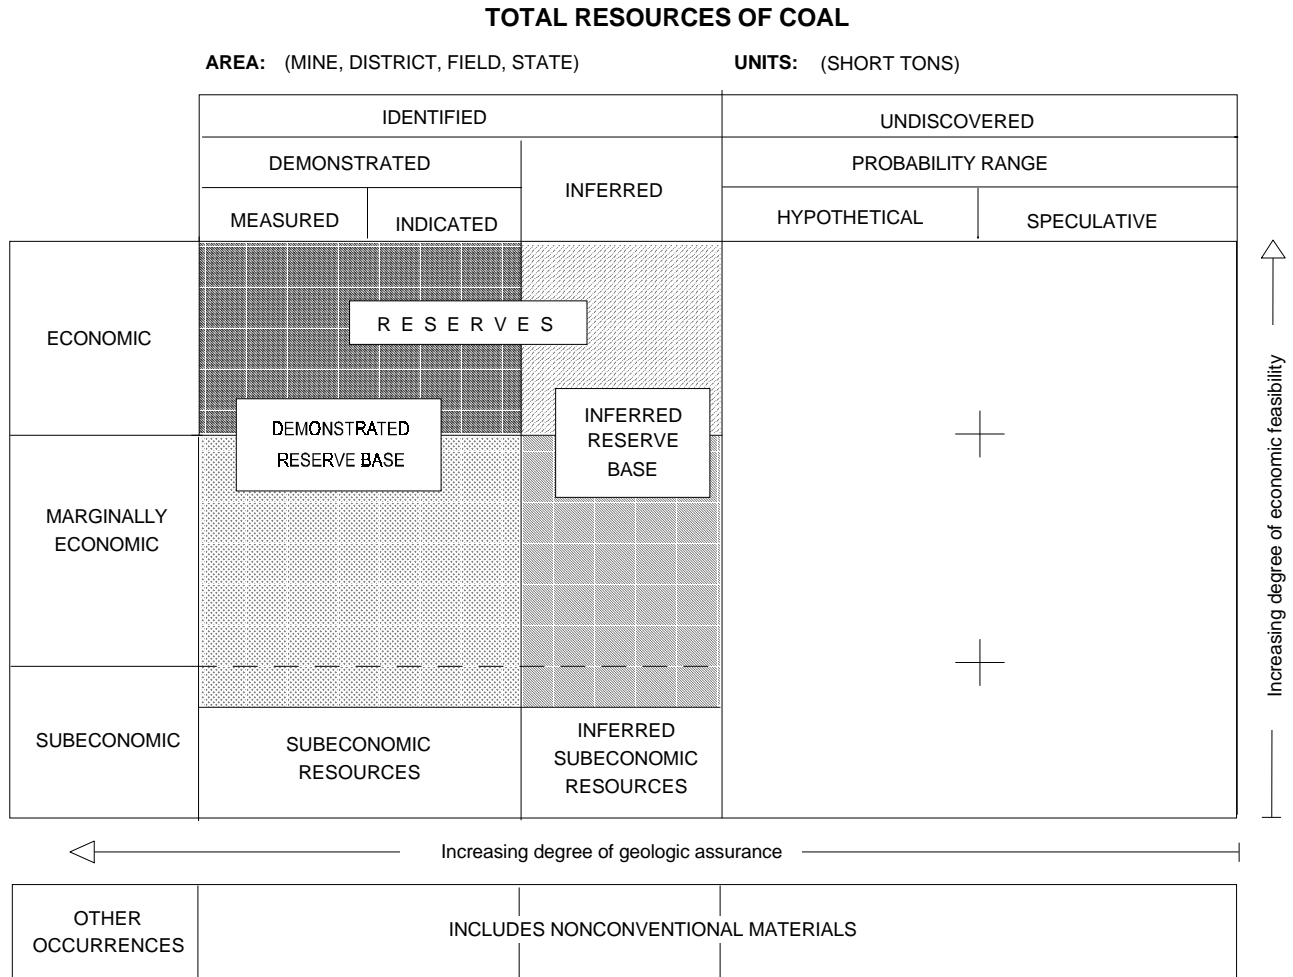 TOTAL RESOURCES OF COAL
AREA: (MINE, DISTRICT, FIELD, STATE) UNITS: (SHORT TONS)
IDENTIFIED
UNDISCOVERED
DEMONSTRATED
PROBABILITY RANGE
INFERRED
MEASURED
INDICATED
HYPOTHETICAL
SPECULATIVE
ECONOMIC
R E S E R V E S
DEMONSTRATED
RESERVE BASE
INFERRED
RESERVE
BASE
MARGINALLY
ECONOMIC
SUBECONOMIC
SUBECONOMIC
RESOURCES
INFERRED
SUBECONOMIC
RESOURCES
Increasing degree of economic feasibility
Increasing degree of geologic assurance
OTHER
OCCURRENCES
INCLUDES NONCONVENTIONAL MATERIALS